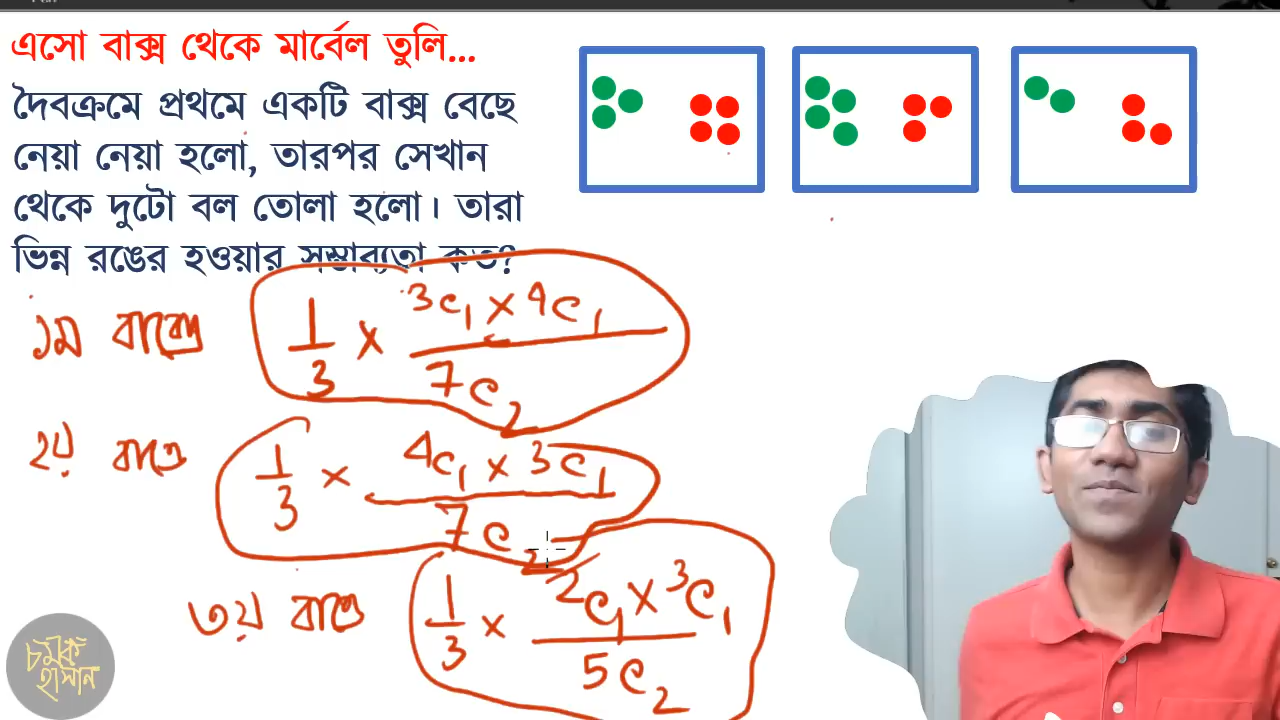 এসো বাক্স থেকে মার্বেল তুলি...
দৈবক্রমে প্রথমে একটি বাক্স বেছে
নেয়া নেয়া হলো, তারপর সেখান
থেকে দুটো বল তোলা হলো। তারা
ভিন্ন রঙের হওয়ার সম্ভাব্যতা কত?
১ম বাক্সে 1/3 × 3c₁ × 4c₁ / 7c₂
২য় বাক্সে 1/3 × 4c₁ × 3c₁ / 7c₂
৩য় বাক্সে 1/3 × 2c₁ × 3c₁ / 5c₂
চমক
হাসান